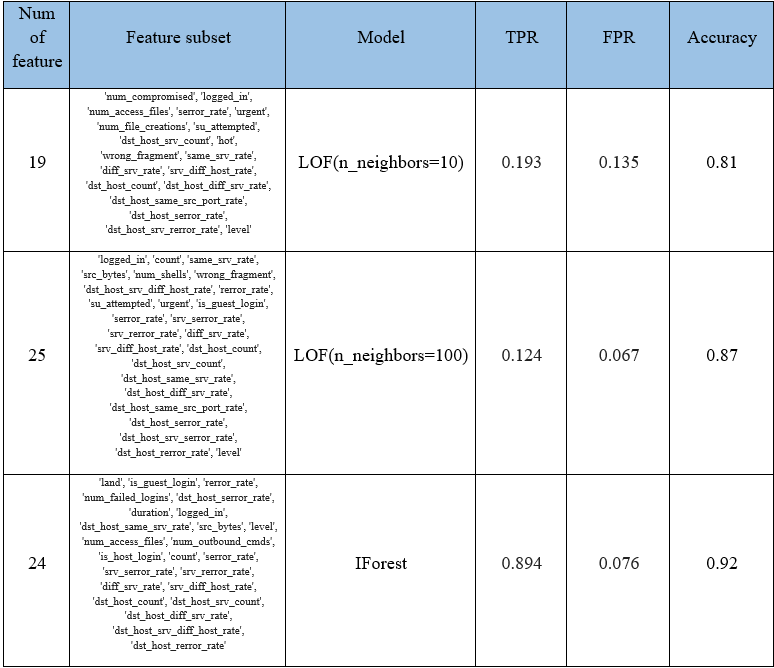 Num
of
feature
Feature subset
Model
TPR
FPR
Accuracy
19
'num_compromised', 'logged_in',
'num_access_files', 'serror_rate', 'urgent',
'num_file_creations', 'su_attempted',
'dst_host_srv_count', 'hot',
'wrong_fragment', 'same_srv_rate',
'diff_srv_rate', 'srv_diff_host_rate',
'dst_host_count', 'dst_host_diff_srv_rate',
'dst_host_same_src_port_rate',
'dst_host_serror_rate',
'dst_host_srv_rerror_rate', 'level'
LOF(n_neighbors=10)
0.193
0.135
0.81
25
'logged_in', 'count', 'same_srv_rate',
'src_bytes', 'num_shells', 'wrong_fragment',
'dst_host_srv_diff_host_rate', 'rerror_rate',
'su_attempted', 'urgent', 'is_guest_login',
'serror_rate', 'srv_serror_rate',
'srv_rerror_rate', 'diff_srv_rate',
'srv_diff_host_rate', 'dst_host_count',
'dst_host_srv_count',
'dst_host_same_srv_rate',
'dst_host_diff_srv_rate',
'dst_host_same_src_port_rate',
'dst_host_serror_rate',
'dst_host_srv_serror_rate',
'dst_host_rerror_rate', 'level'
LOF(n_neighbors=100)
0.124
0.067
0.87
24
'land', 'is_guest_login', 'rerror_rate',
'num_failed_logins', 'dst_host_serror_rate',
'duration', 'logged_in',
'dst_host_same_srv_rate', 'src_bytes', 'level',
'num_access_files', 'num_outbound_cmds',
'is_host_login', 'count', 'serror_rate',
'srv_serror_rate', 'srv_rerror_rate',
'diff_srv_rate', 'srv_diff_host_rate',
'dst_host_count', 'dst_host_srv_count',
'dst_host_diff_srv_rate',
'dst_host_srv_diff_host_rate',
'dst_host_rerror_rate'
IForest
0.894
0.076
0.92